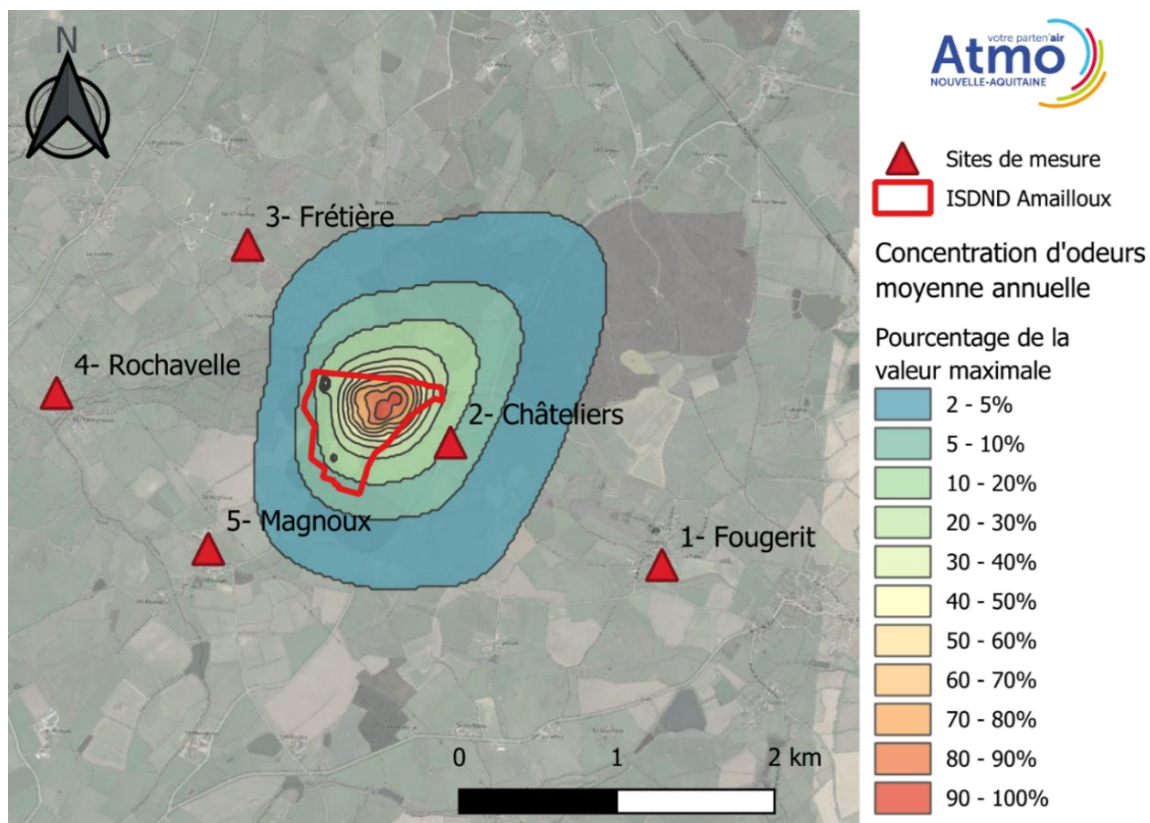 N
3- Frétière
4- Rochavelle
2- Châteliers
5- Magnoux
1- Fougerit
0 1 2 km
votre parten'air
Atmo
NOUVELLE-AQUITAINE
Sites de mesure
ISDND Amailloux
Concentration d'odeurs
moyenne annuelle
Pourcentage de la
valeur maximale
2 - 5%
5 - 10%
10 - 20%
20 - 30%
30 - 40%
40 - 50%
50 - 60%
60 - 70%
70 - 80%
80 - 90%
90 - 100%